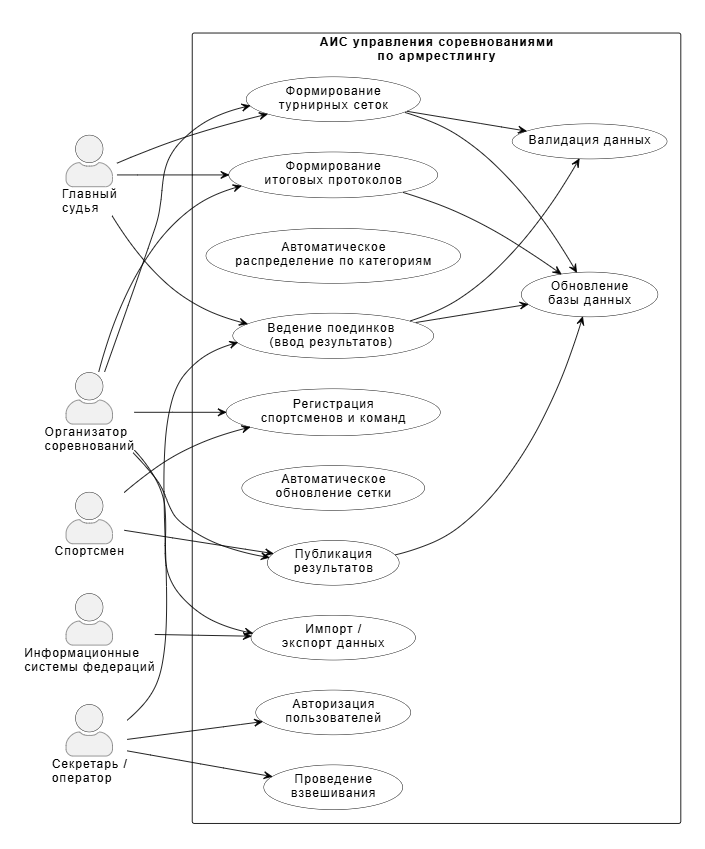 АИС управления соревнованиями
по армрестлингу
Формирование
турнирных сеток
Валидация данных
Главный
судья
Формирование
итоговых протоколов
Автоматическое
распределение по категориям
Обновление
базы данных
Ведение поединков
(ввод результатов)
Организатор
соревнований
Регистрация
спортсменов и команд
Автоматическое
обновление сетки
Спортсмен
Публикация
результатов
Информационные
системы федераций
Импорт /
экспорт данных
Авторизация
пользователей
Секретарь /
оператор
Проведение
взвешивания